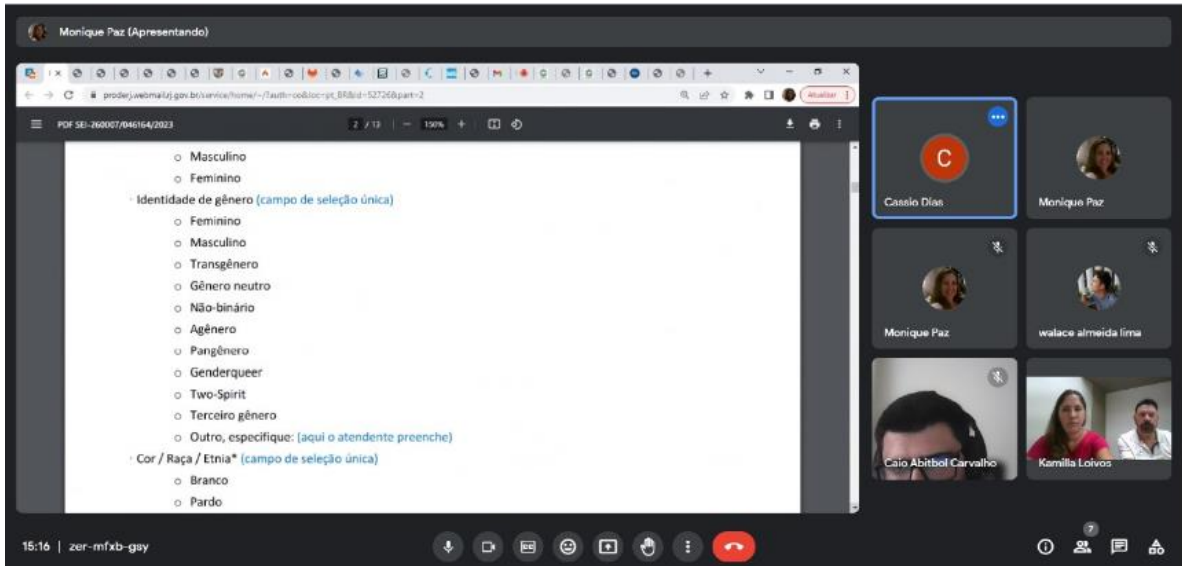 Monique Paz (Apresentando)
Atualizar
PDF SEI-260007/046164/2023
2 / 13
150%
Masculino
Feminino
Identidade de gênero (campo de seleção única)
Feminino
Masculino
Transgênero
Gênero neutro
Não-binário
Agênero
Pangênero
Genderqueer
Two-Spirit
Terceiro gênero
Outro, especifique: (aqui o atendente preenche)
Cor / Raça / Etnia* (campo de seleção única)
Branco
Pardo
C
Cassio Dias
Monique Paz
Monique Paz
walace almeida lima
Caio Abitbol Carvalho
Kamilla Loivos
15:16 | zer-mfxb-gsy
7